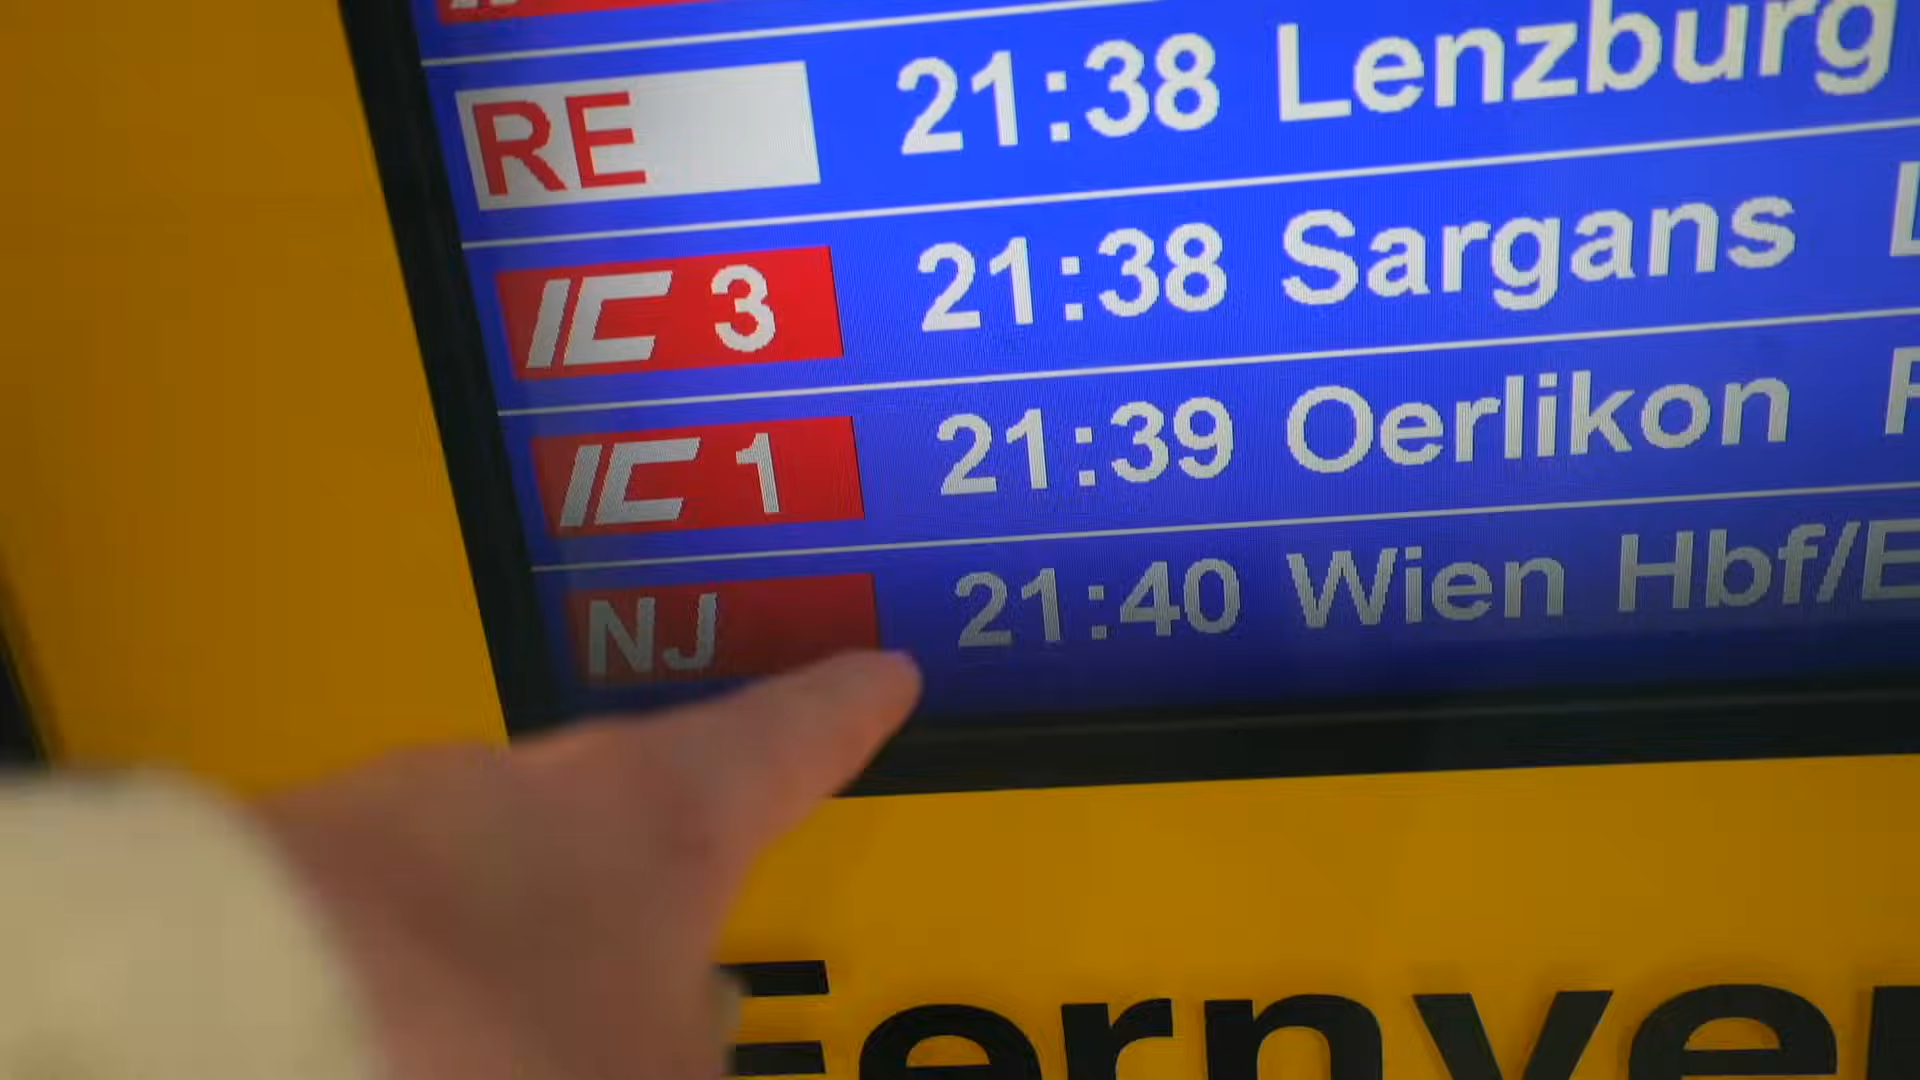 RE 21:38 Lenzburg
IC 3 21:38 Sargans
IC 1 21:39 Oerlikon
NJ 21:40 Wien Hbf/
Fernve